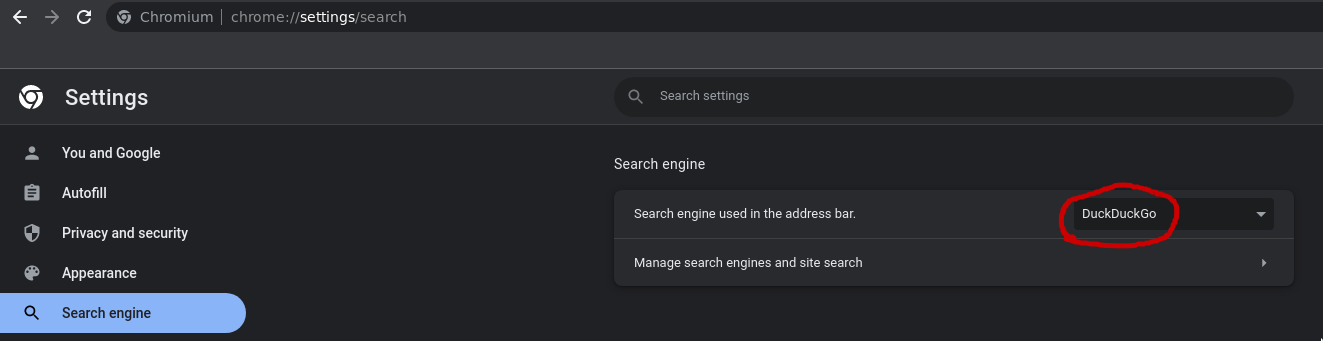 Chromium | chrome://settings/search
Settings
Search settings
You and Google
Autofill
Privacy and security
Appearance
Search engine
Search engine
Search engine used in the address bar.
DuckDuckGo
Manage search engines and site search